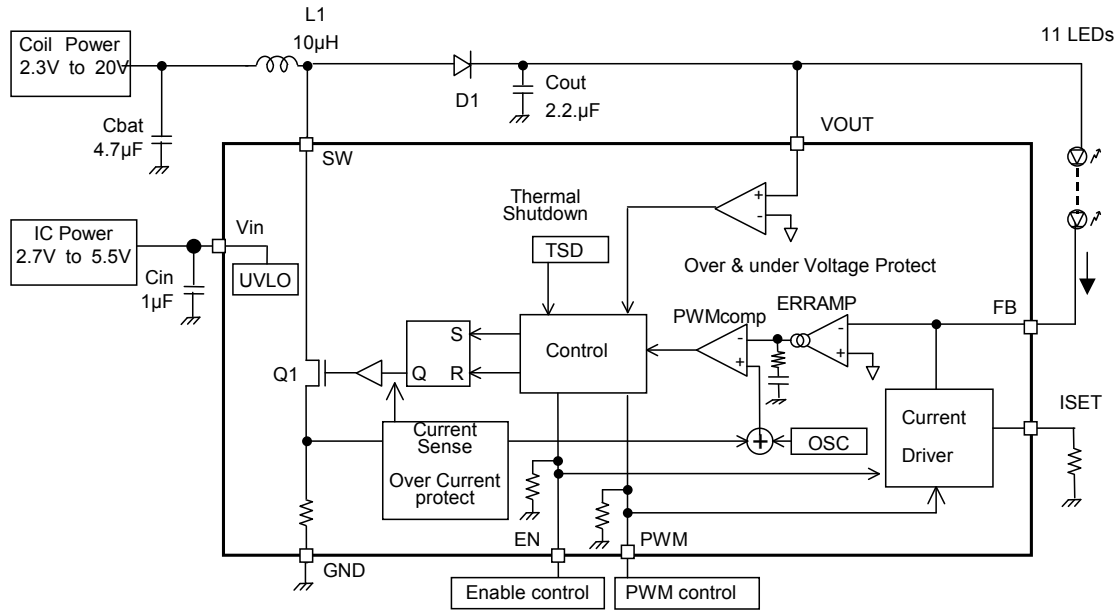 L1
10µH
11 LEDs
Coil Power
2.3V to 20V
D1
Cout
2.2.µF
Cbat
4.7µF
SW
VOUT
Thermal
Shutdown
+
-
IC Power
2.7V to 5.5V
Vin
Cin
1µF
UVLO
TSD
Over & under Voltage Protect
PWMcomp
ERRAMP
FB
-
+
-
+
S
Control
Q1
Q
R
Current
Sense
Over Current
protect
+
OSC
Current
Driver
ISET
EN
PWM
GND
Enable control
PWM control